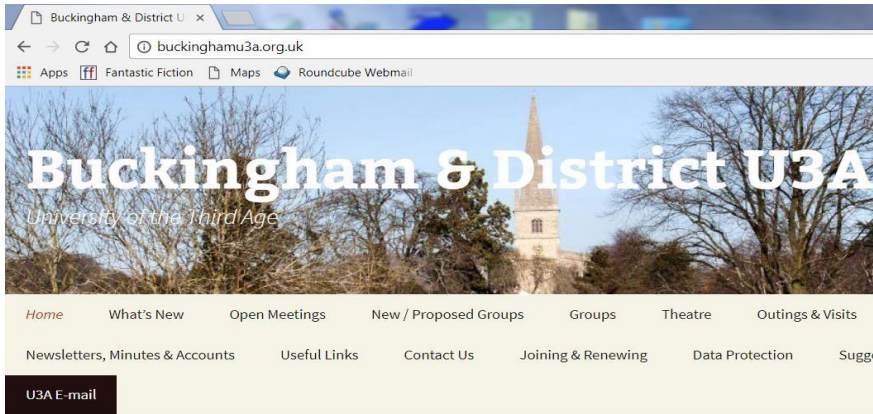 Buckingham & District U
buckinghamu3a.org.uk
Apps Fantastic Fiction Maps Roundcube Webmail
Buckingham & District U3A
University of the Third Age
Home What's New Open Meetings New / Proposed Groups Groups Theatre Outings & Visits
Newsletters, Minutes & Accounts Useful Links Contact Us Joining & Renewing Data Protection Sugge
U3A E-mail